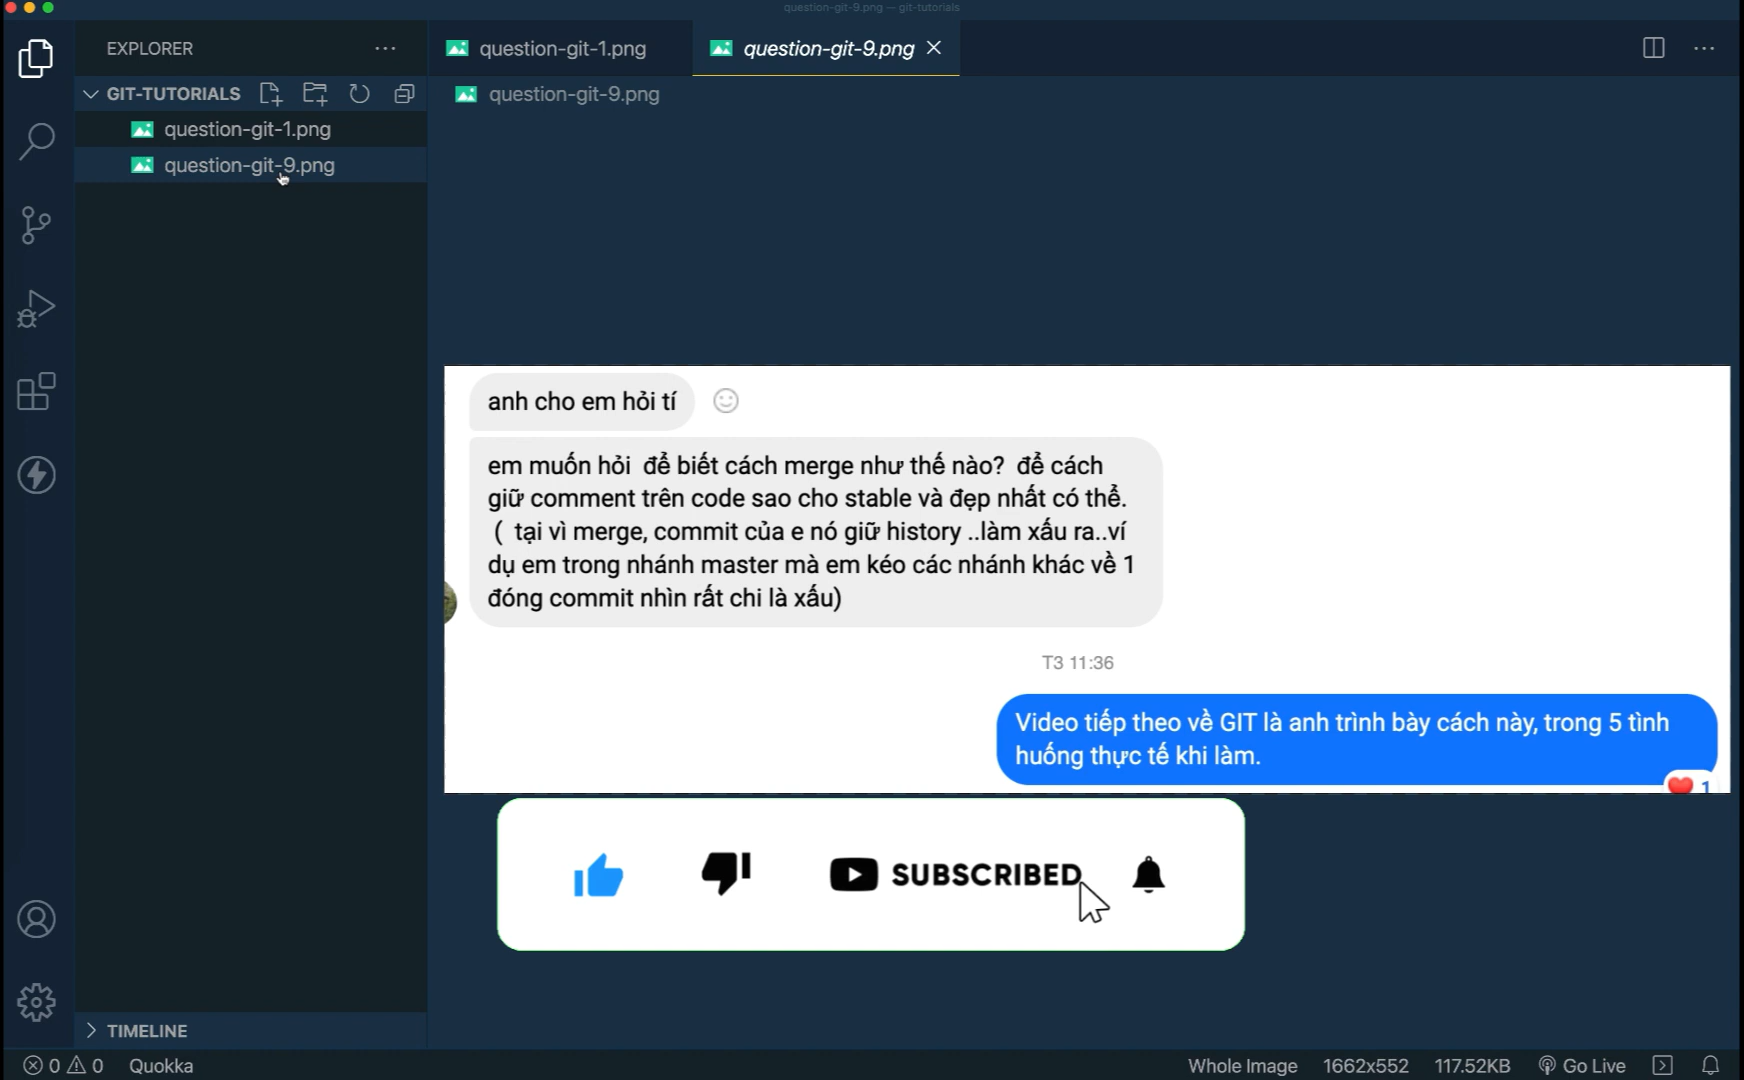 question-git-9.png — git-tutorials
EXPLORER
question-git-1.png
question-git-9.png
GIT-TUTORIALS
question-git-9.png
question-git-1.png
question-git-9.png
anh cho em hỏi tí
em muốn hỏi để biết cách merge như thế nào? để cách
giữ comment trên code sao cho stable và đẹp nhất có thể.
( tại vì merge, commit của e nó giữ history ..làm xấu ra..ví
dụ em trong nhánh master mà em kéo các nhánh khác về 1
đóng commit nhìn rất chi là xấu)
T3 11:36
Video tiếp theo về GIT là anh trình bày cách này, trong 5 tình
huống thực tế khi làm.
1
SUBSCRIBED
TIMELINE
0 0 Quokka
Whole Image 1662x552 117.52KB Go Live